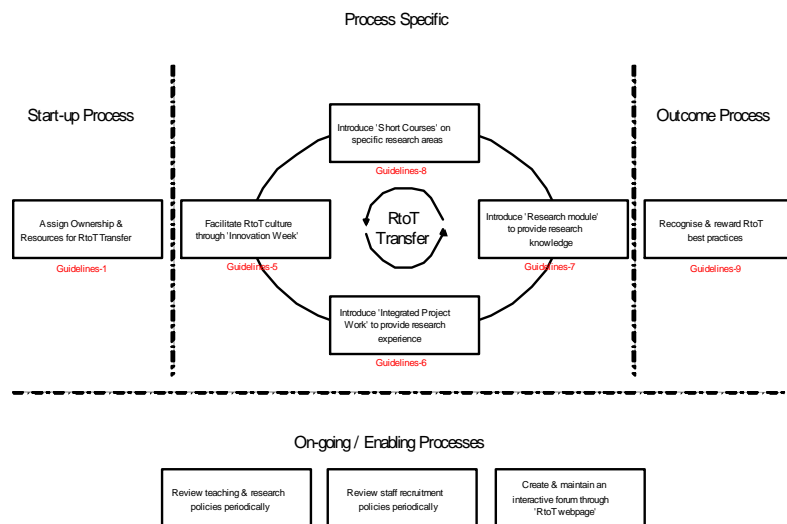 Process Specific
Start-up Process
Outcome Process
Introduce 'Short Courses' on
specific research areas
Guidelines-8
Assign Ownership &
Resources for RtoT Transfer
Guidelines-1
Facilitate RtoT culture
through 'Innovation Week'
Guidelines-5
RtoT
Transfer
Introduce 'Research module'
to provide research
knowledge
Guidelines-7
Recognise & reward RtoT
best practices
Guidelines-9
Introduce 'Integrated Project
Work' to provide research
experience
Guidelines-6
On-going / Enabling Processes
Review teaching & research
policies periodically
Review staff recruitment
policies periodically
Create & maintain an
interactive forum through
'RtoT webpage'